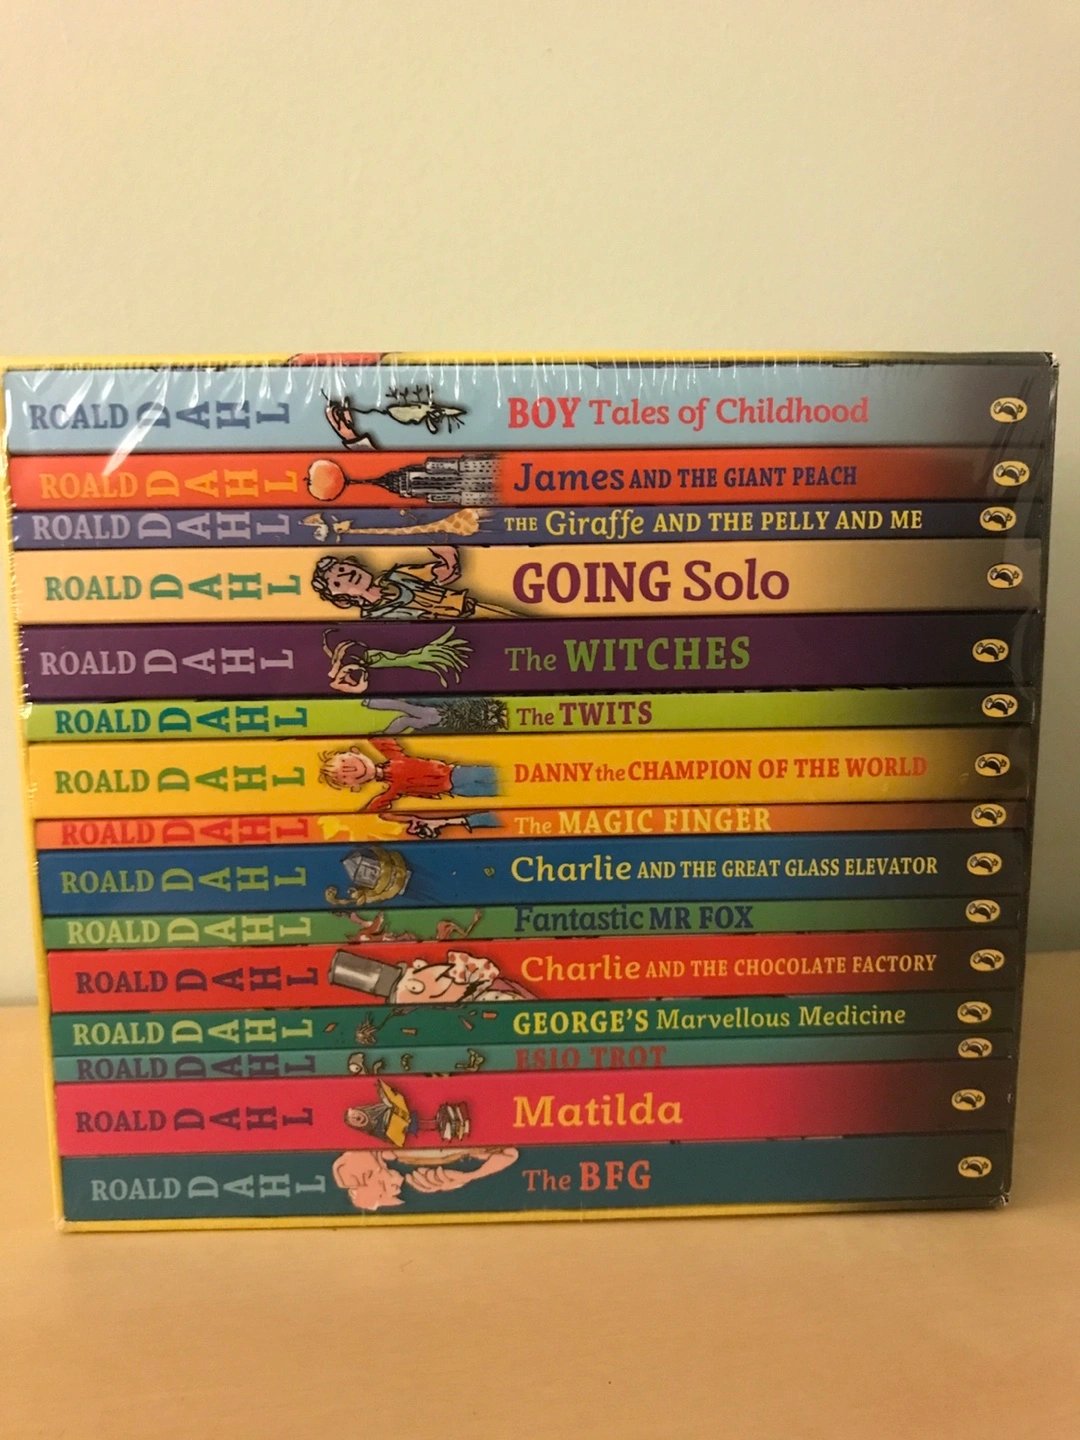 ROALD DAHL BOY Tales of Childhood
ROALD DAHL James AND THE GIANT PEACH
ROALD DAHL THE Giraffe AND THE PELLY AND ME
ROALD DAHL GOING Solo
ROALD DAHL The WITCHES
ROALD DAHL The TWITS
ROALD DAHL DANNY the CHAMPION OF THE WORLD
ROALD DAHL The MAGIC FINGER
ROALD DAHL Charlie AND THE GREAT GLASS ELEVATOR
ROALD DAHL Fantastic MR FOX
ROALD DAHL Charlie AND THE CHOCOLATE FACTORY
ROALD DAHL GEORGE'S Marvellous Medicine
ROALD DAHL ESIO TROT
ROALD DAHL Matilda
ROALD DAHL The BFG